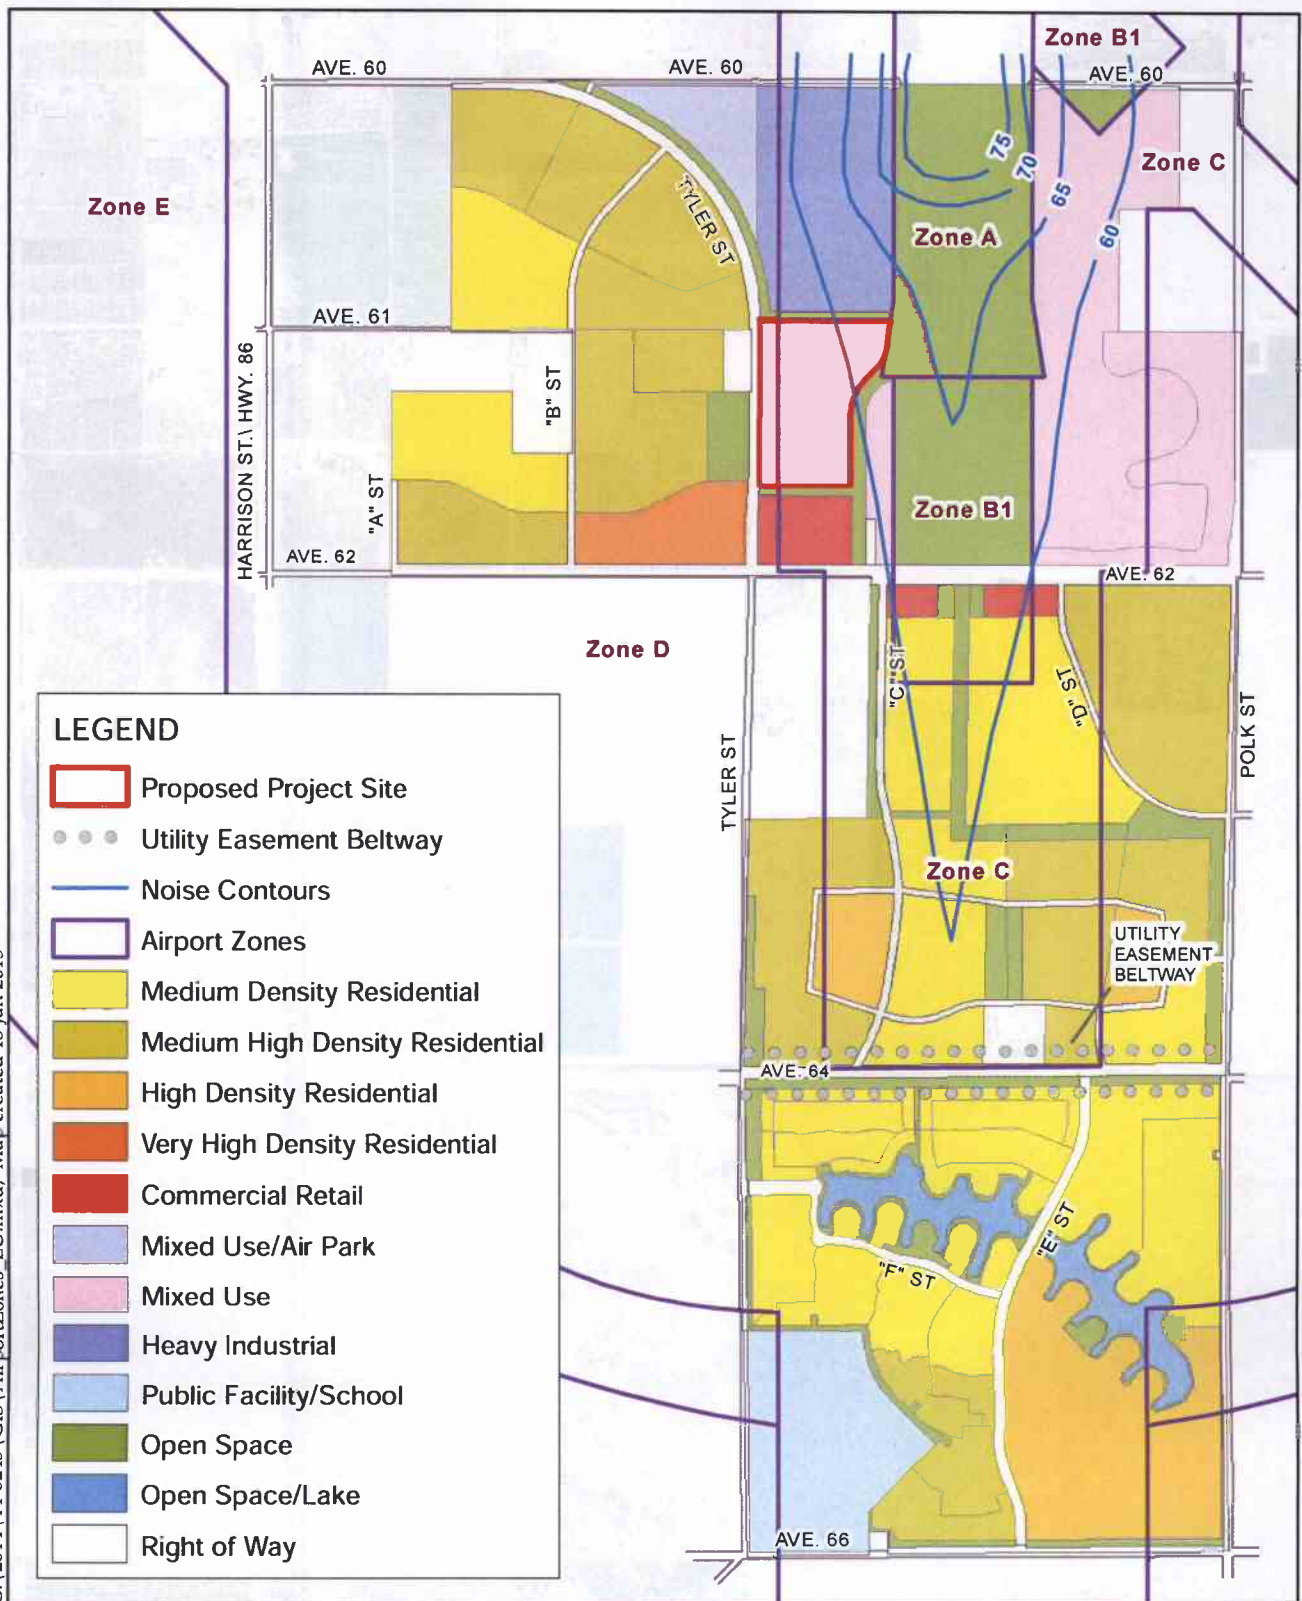 Zone B1
AVE. 60
AVE. 60
AVE. 60
75
70
65
60
Zone C
Zone E
TYLER ST
Zone A
AVE. 61
HARRISON ST.\ HWY. 86
"B" ST
"A" ST
Zone B1
AVE. 62
AVE. 62
Zone D
"C" ST
"D" ST
POLK ST
TYLER ST
Zone C
UTILITY
EASEMENT
BELTWAY
AVE. 64
"E" ST
"F" ST
AVE. 66
LEGEND
Proposed Project Site
Utility Easement Beltway
Noise Contours
Airport Zones
Medium Density Residential
Medium High Density Residential
High Density Residential
Very High Density Residential
Commercial Retail
Mixed Use/Air Park
Mixed Use
Heavy Industrial
Public Facility/School
Open Space
Open Space/Lake
Right of Way